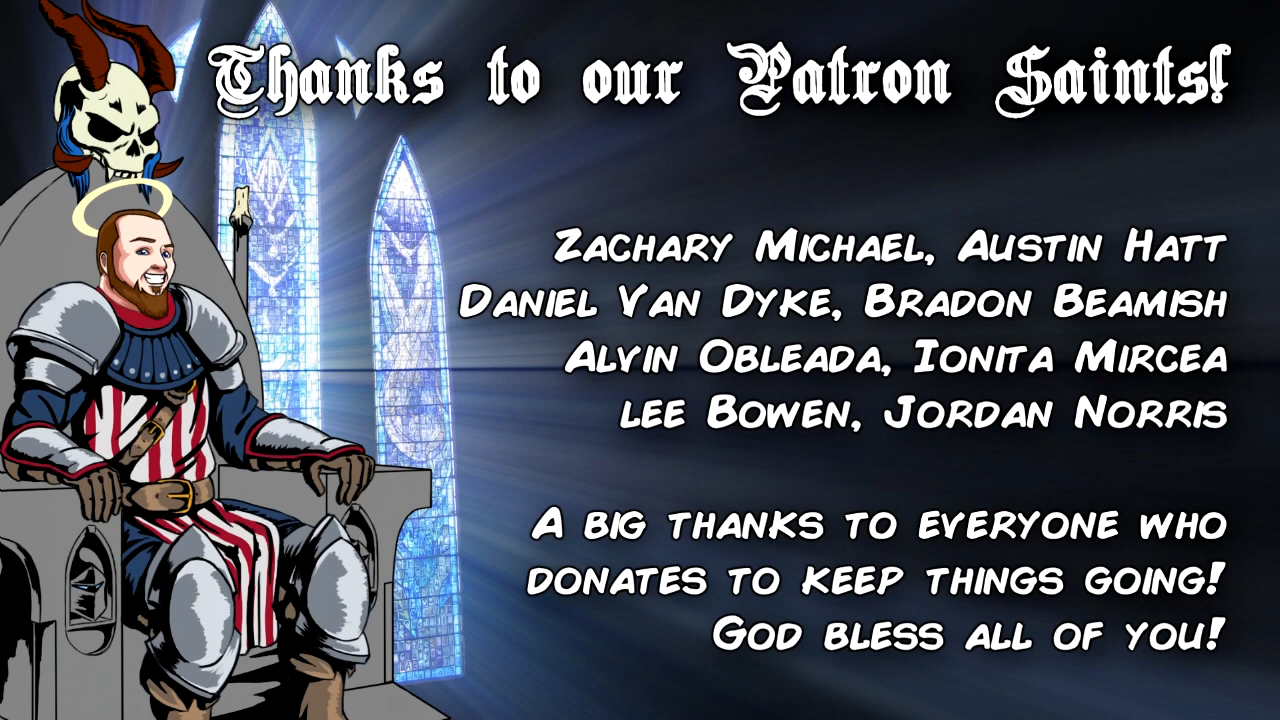 Thanks to our Patron Saints!
Zachary Michael, Austin Hatt
Daniel Van Dyke, Bradon Beamish
Alvin Obleada, Ionita Mircea
Lee Bowen, Jordan Norris
A big thanks to everyone who
donates to keep things going!
God bless all of you!